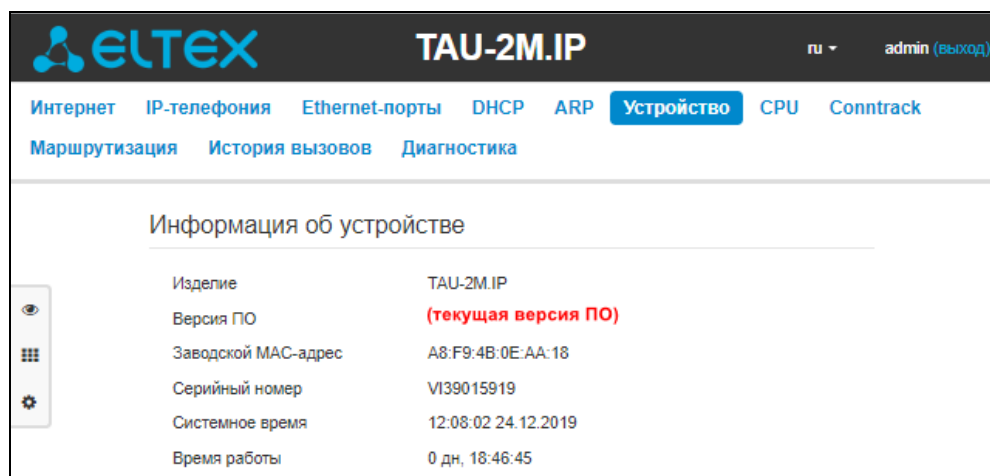 ELTEX TAU-2M.IP ru admin (выход)
Интернет IP-телефония Ethernet-порты DHCP ARP Устройство CPU Conntrack
Маршрутизация История вызовов Диагностика
Информация об устройстве
Изделие TAU-2M.IP
Версия ПО (текущая версия ПО)
Заводской MAC-адрес A8:F9:4B:0E:AA:18
Серийный номер VI39015919
Системное время 12:08:02 24.12.2019
Время работы 0 дн, 18:46:45